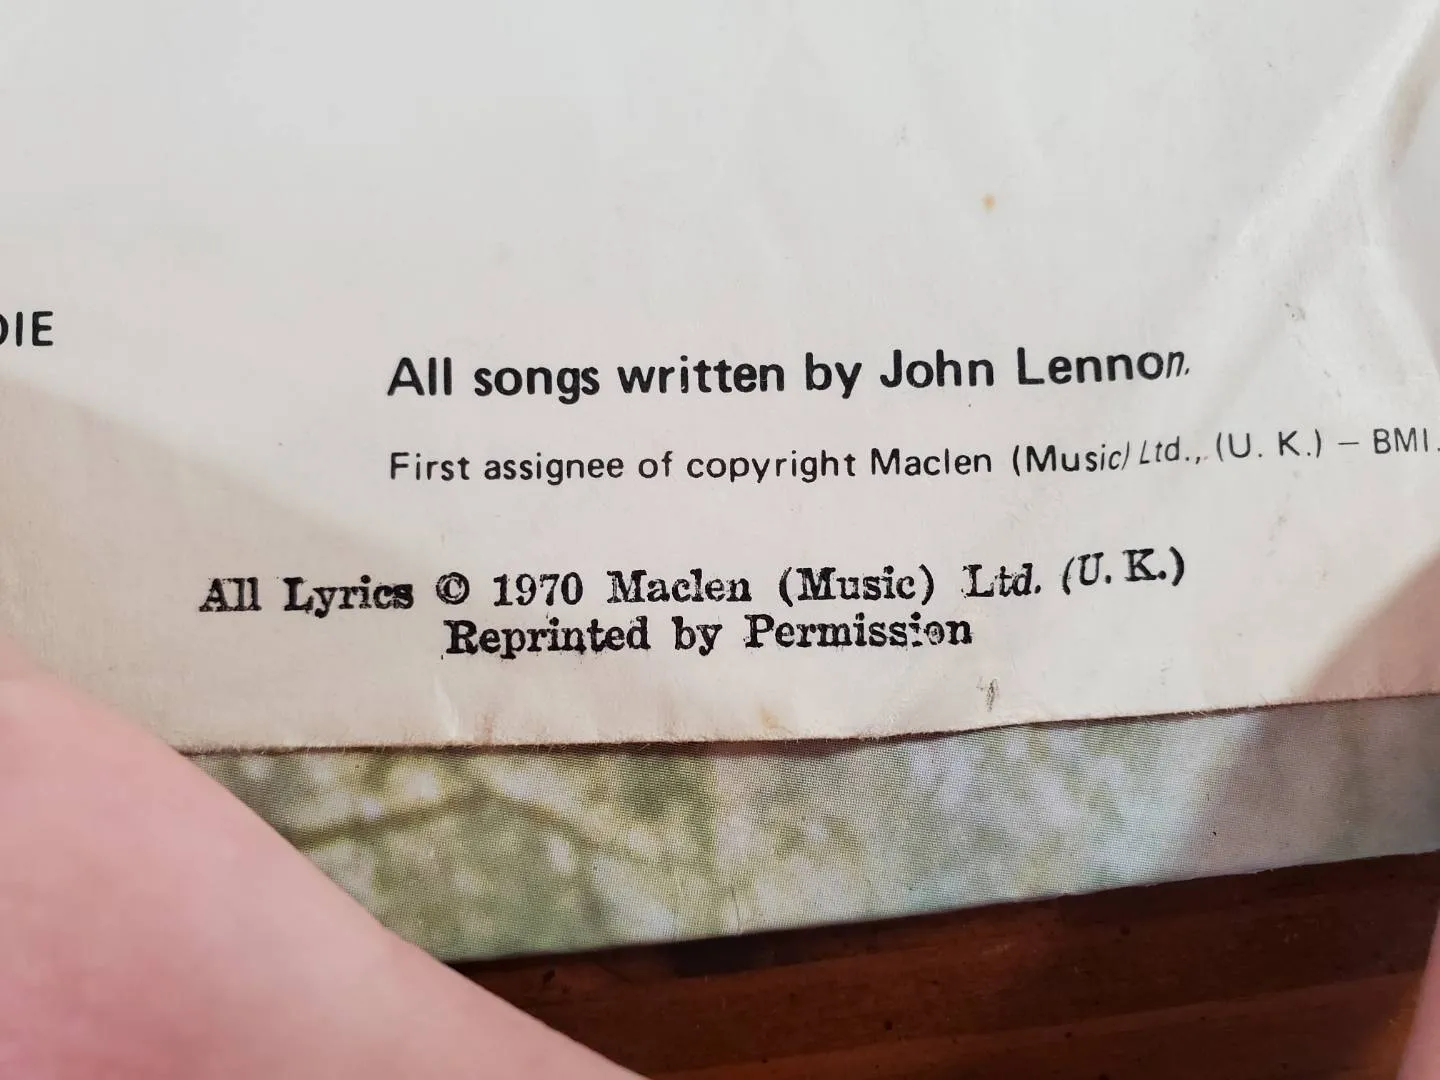 DIE
All songs written by John Lennon.
First assignee of copyright Maclen (Music) Ltd., (U. K.) – BMI.
All Lyrics © 1970 Maclen (Music) Ltd. (U. K.)
Reprinted by Permission